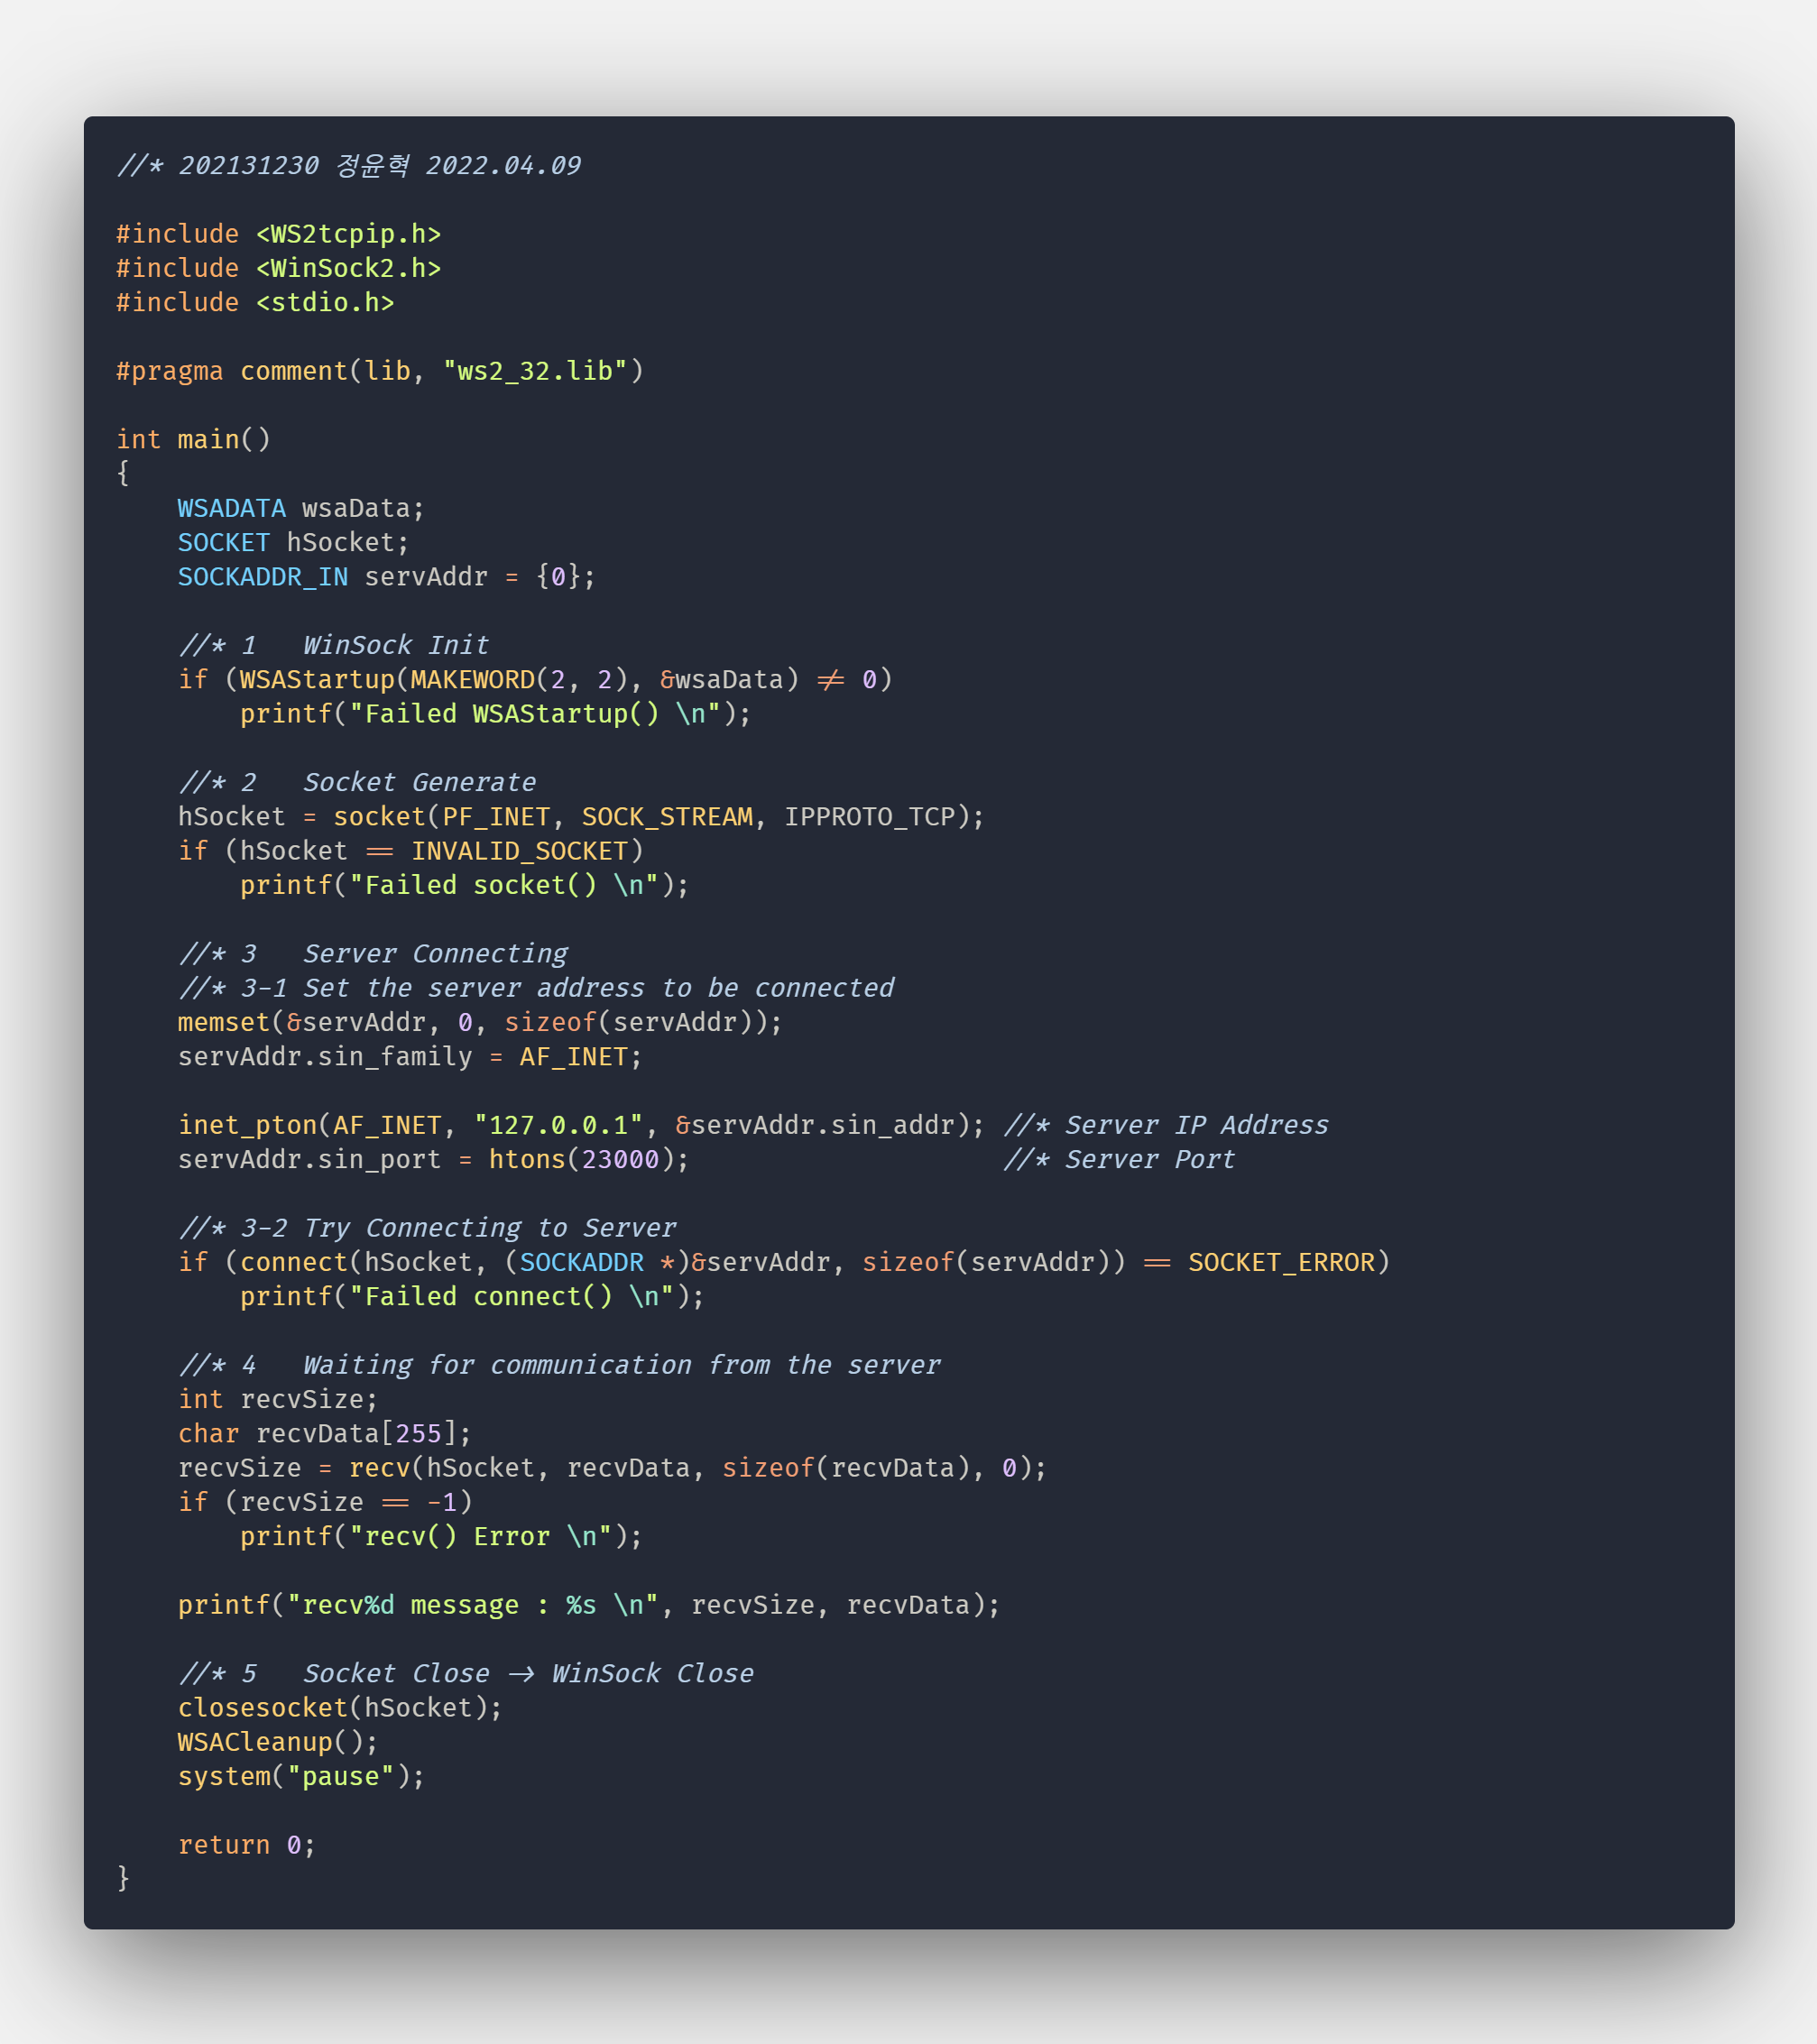 //* 202131230 정윤혁 2022.04.09
#include <WS2tcpip.h>
#include <WinSock2.h>
#include <stdio.h>
#pragma comment(lib, "ws2_32.lib")
int main()
{
    WSADATA wsaData;
    SOCKET hSocket;
    SOCKADDR_IN servAddr = {0};
    //* 1   WinSock Init
    if (WSAStartup(MAKEWORD(2, 2), &wsaData) != 0)
        printf("Failed WSAStartup() \n");
    //* 2   Socket Generate
    hSocket = socket(PF_INET, SOCK_STREAM, IPPROTO_TCP);
    if (hSocket == INVALID_SOCKET)
        printf("Failed socket() \n");
    //* 3   Server Connecting
    //* 3-1 Set the server address to be connected
    memset(&servAddr, 0, sizeof(servAddr));
    servAddr.sin_family = AF_INET;
    inet_pton(AF_INET, "127.0.0.1", &servAddr.sin_addr); //* Server IP Address
    servAddr.sin_port = htons(23000);                    //* Server Port
    //* 3-2 Try Connecting to Server
    if (connect(hSocket, (SOCKADDR *)&servAddr, sizeof(servAddr)) == SOCKET_ERROR)
        printf("Failed connect() \n");
    //* 4   Waiting for communication from the server
    int recvSize;
    char recvData[255];
    recvSize = recv(hSocket, recvData, sizeof(recvData), 0);
    if (recvSize == -1)
        printf("recv() Error \n");
    printf("recv%d message : %s \n", recvSize, recvData);
    //* 5   Socket Close -> WinSock Close
    closesocket(hSocket);
    WSACleanup();
    system("pause");
    return 0;
}